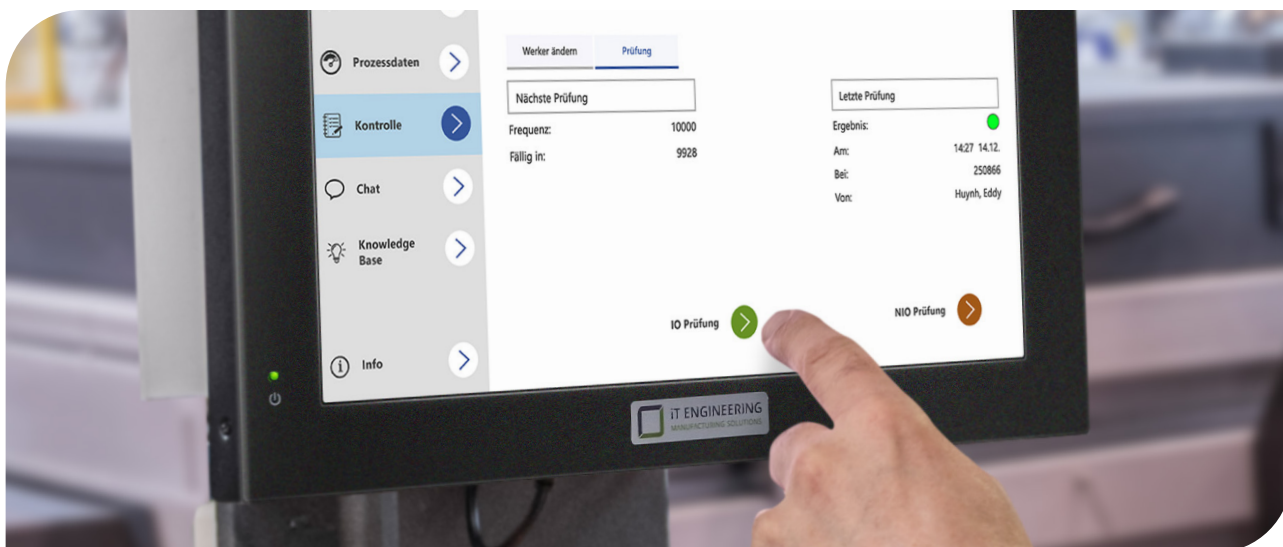 Prozessdaten
Kontrolle
Chat
Knowledge
Base
Info
Werker ändern
Prüfung
Nächste Prüfung
Frequenz: 10000
Fällig in: 9928
Letzte Prüfung
Ergebnis:
Am: 14:27 14.12.
Bei: 250866
Von: Huynh, Eddy
IO Prüfung
NIO Prüfung
iT ENGINEERING
MANUFACTURING SOLUTIONS